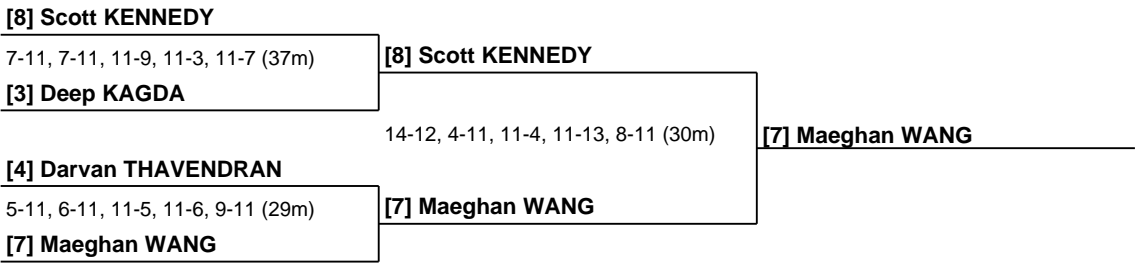 [8] Scott KENNEDY
7-11, 7-11, 11-9, 11-3, 11-7 (37m)
[8] Scott KENNEDY
[3] Deep KAGDA
14-12, 4-11, 11-4, 11-13, 8-11 (30m)
[7] Maeghan WANG
[4] Darvan THAVENDRAN
5-11, 6-11, 11-5, 11-6, 9-11 (29m)
[7] Maeghan WANG
[7] Maeghan WANG